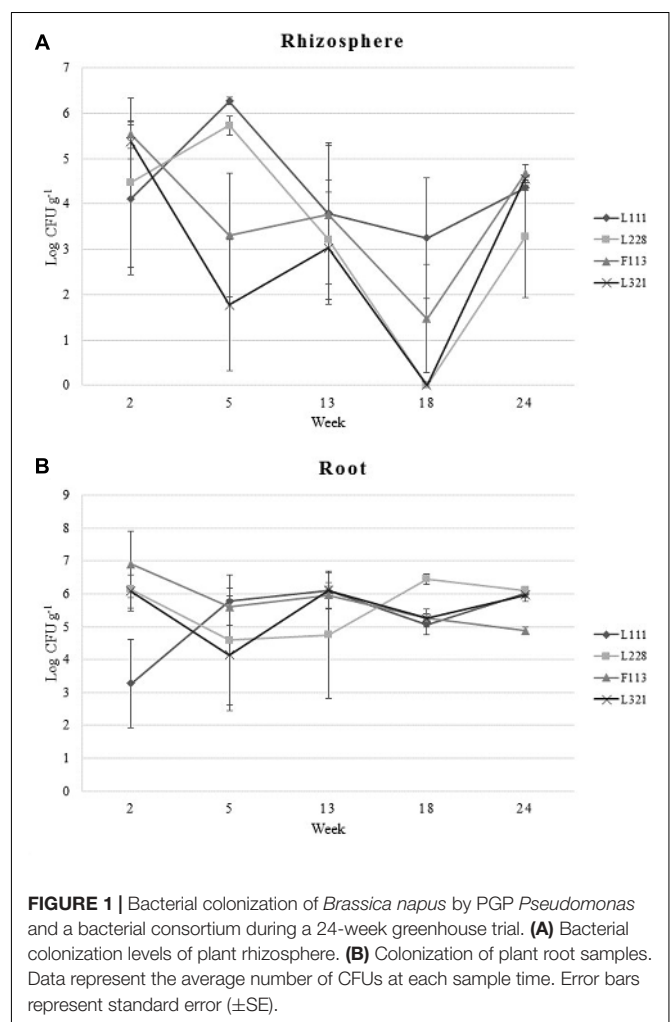 A
Rhizosphere
7
6
5
4
3
2
1
0
Log CFU g⁻¹
2 5 13 18 24
Week
L111
L228
F113
L321
B
Root
9
8
7
6
5
4
3
2
1
0
Log CFU g⁻¹
2 5 13 18 24
Week
L111
L228
F113
L321
FIGURE 1 | Bacterial colonization of Brassica napus by PGP Pseudomonas
and a bacterial consortium during a 24-week greenhouse trial. (A) Bacterial
colonization levels of plant rhizosphere. (B) Colonization of plant root samples.
Data represent the average number of CFUs at each sample time. Error bars
represent standard error (±SE).